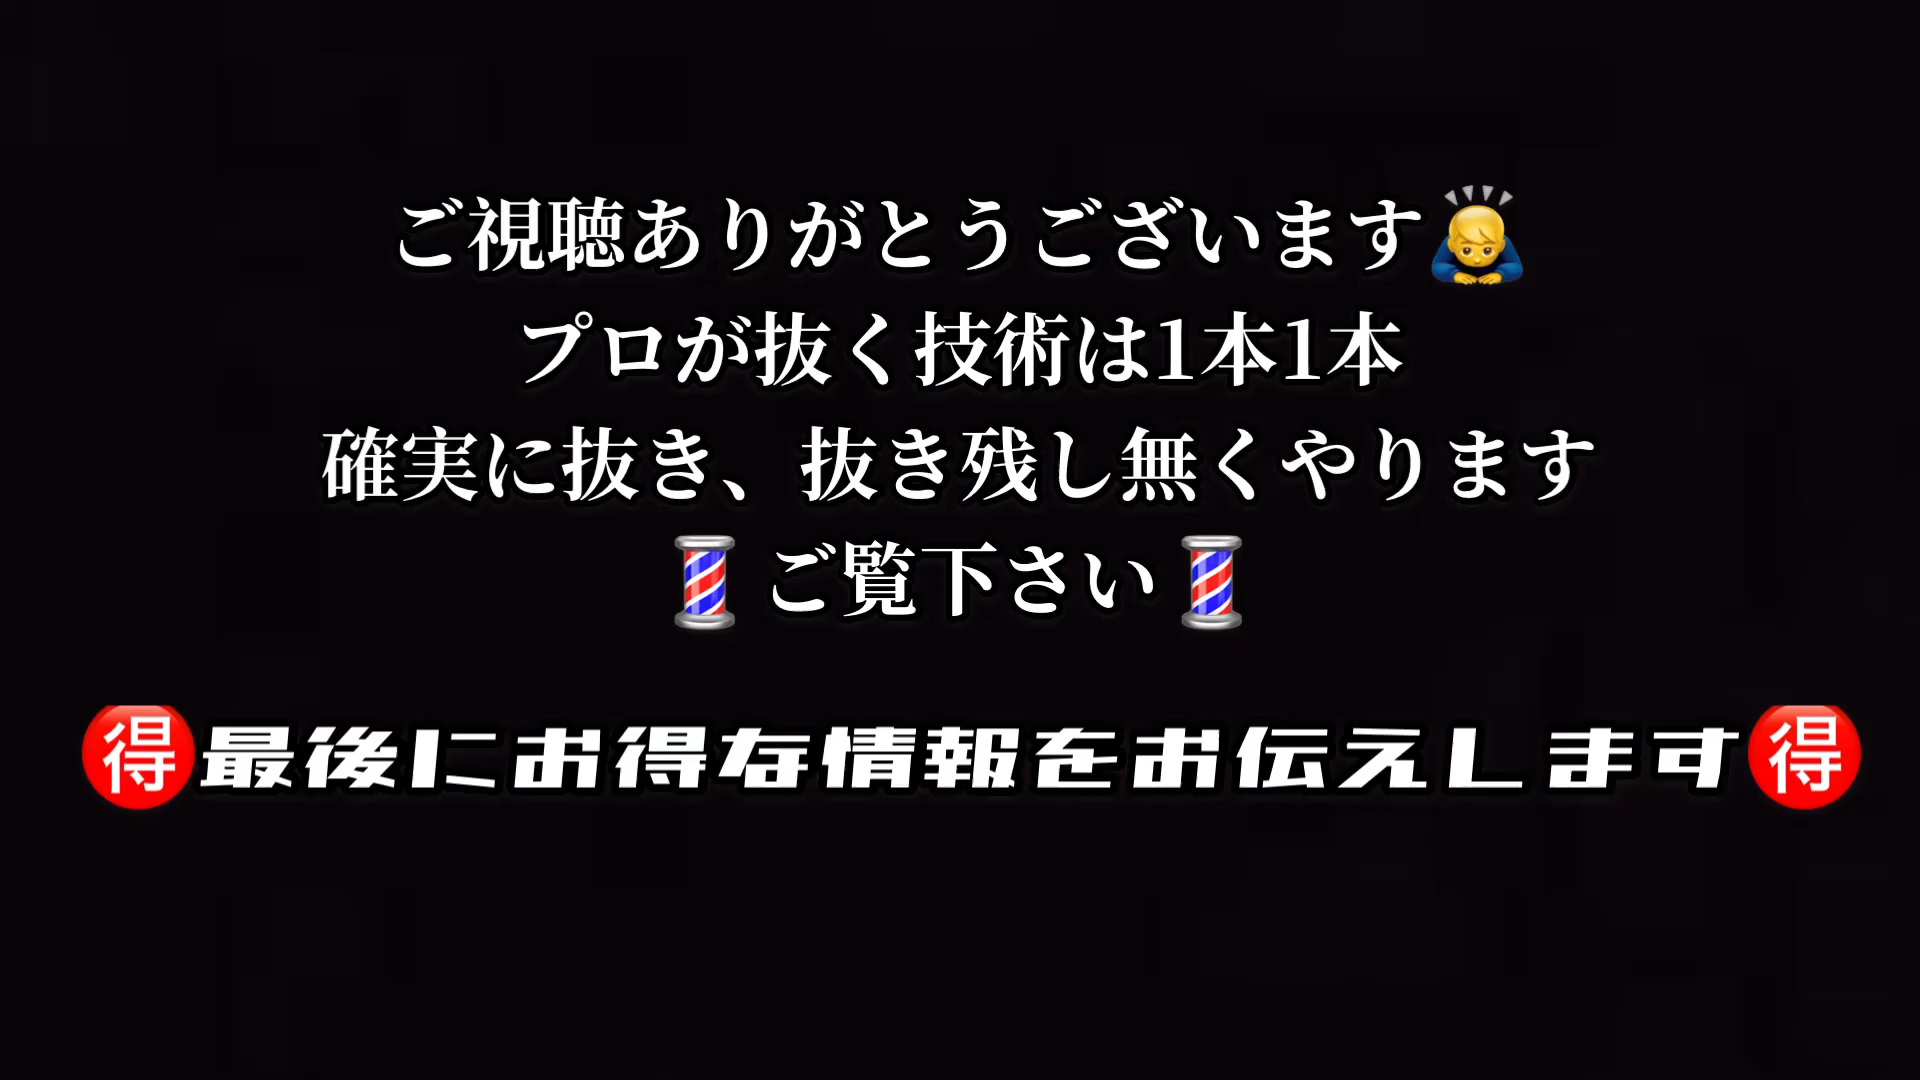 ご視聴ありがとうございます🙇
プロが抜く技術は1本1本
確実に抜き、抜き残し無くやります
💈ご覧下さい💈
🉐最後にお得な情報をお伝えします🉐